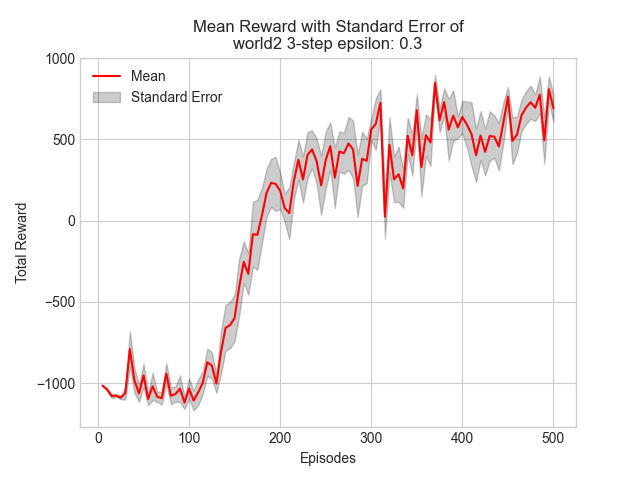 Mean Reward with Standard Error of
world2 3-step epsilon: 0.3
Mean
Standard Error
Total Reward
1000
500
0
−500
−1000
0 100 200 300 400 500
Episodes